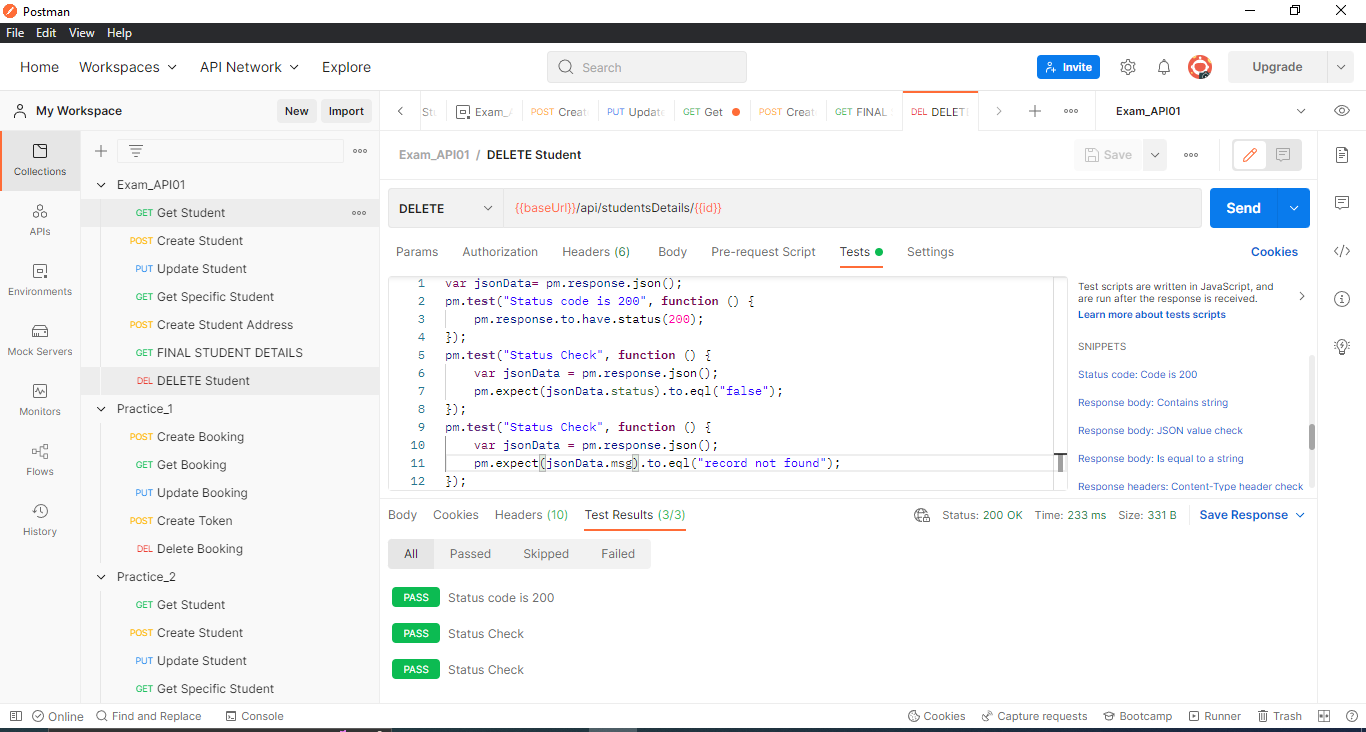 Postman
File Edit View Help
Home Workspaces API Network Explore Search Invite Upgrade
My Workspace New Import
Exam_ POST Creat PUT Update GET Get POST Creat GET FINAL DEL DELET Exam_API01
Collections
APIs
Environments
Mock Servers
Monitors
Flows
History
Exam_API01
GET Get Student
POST Create Student
PUT Update Student
GET Get Specific Student
POST Create Student Address
GET FINAL STUDENT DETAILS
DEL DELETE Student
Practice_1
POST Create Booking
GET Get Booking
PUT Update Booking
POST Create Token
DEL Delete Booking
Practice_2
GET Get Student
POST Create Student
PUT Update Student
GET Get Specific Student
Exam_API01 / DELETE Student Save
DELETE {{baseUrl}}/api/studentsDetails/{{id}} Send
Params Authorization Headers (6) Body Pre-request Script Tests Settings Cookies
1 var jsonData= pm.response.json();
2 pm.test("Status code is 200", function () {
3 pm.response.to.have.status(200);
4 });
5 pm.test("Status Check", function () {
6 var jsonData = pm.response.json();
7 pm.expect(jsonData.status).to.eql("false");
8 });
9 pm.test("Status Check", function () {
10 var jsonData = pm.response.json();
11 pm.expect(jsonData.msg).to.eql("record not found");
12 });
Test scripts are written in JavaScript, and
are run after the response is received.
Learn more about tests scripts
SNIPPETS
Status code: Code is 200
Response body: Contains string
Response body: JSON value check
Response body: Is equal to a string
Response headers: Content-Type header check
Body Cookies Headers (10) Test Results (3/3) Status: 200 OK Time: 233 ms Size: 331 B Save Response
All Passed Skipped Failed
PASS Status code is 200
PASS Status Check
PASS Status Check
Online Find and Replace Console Cookies Capture requests Bootcamp Runner Trash